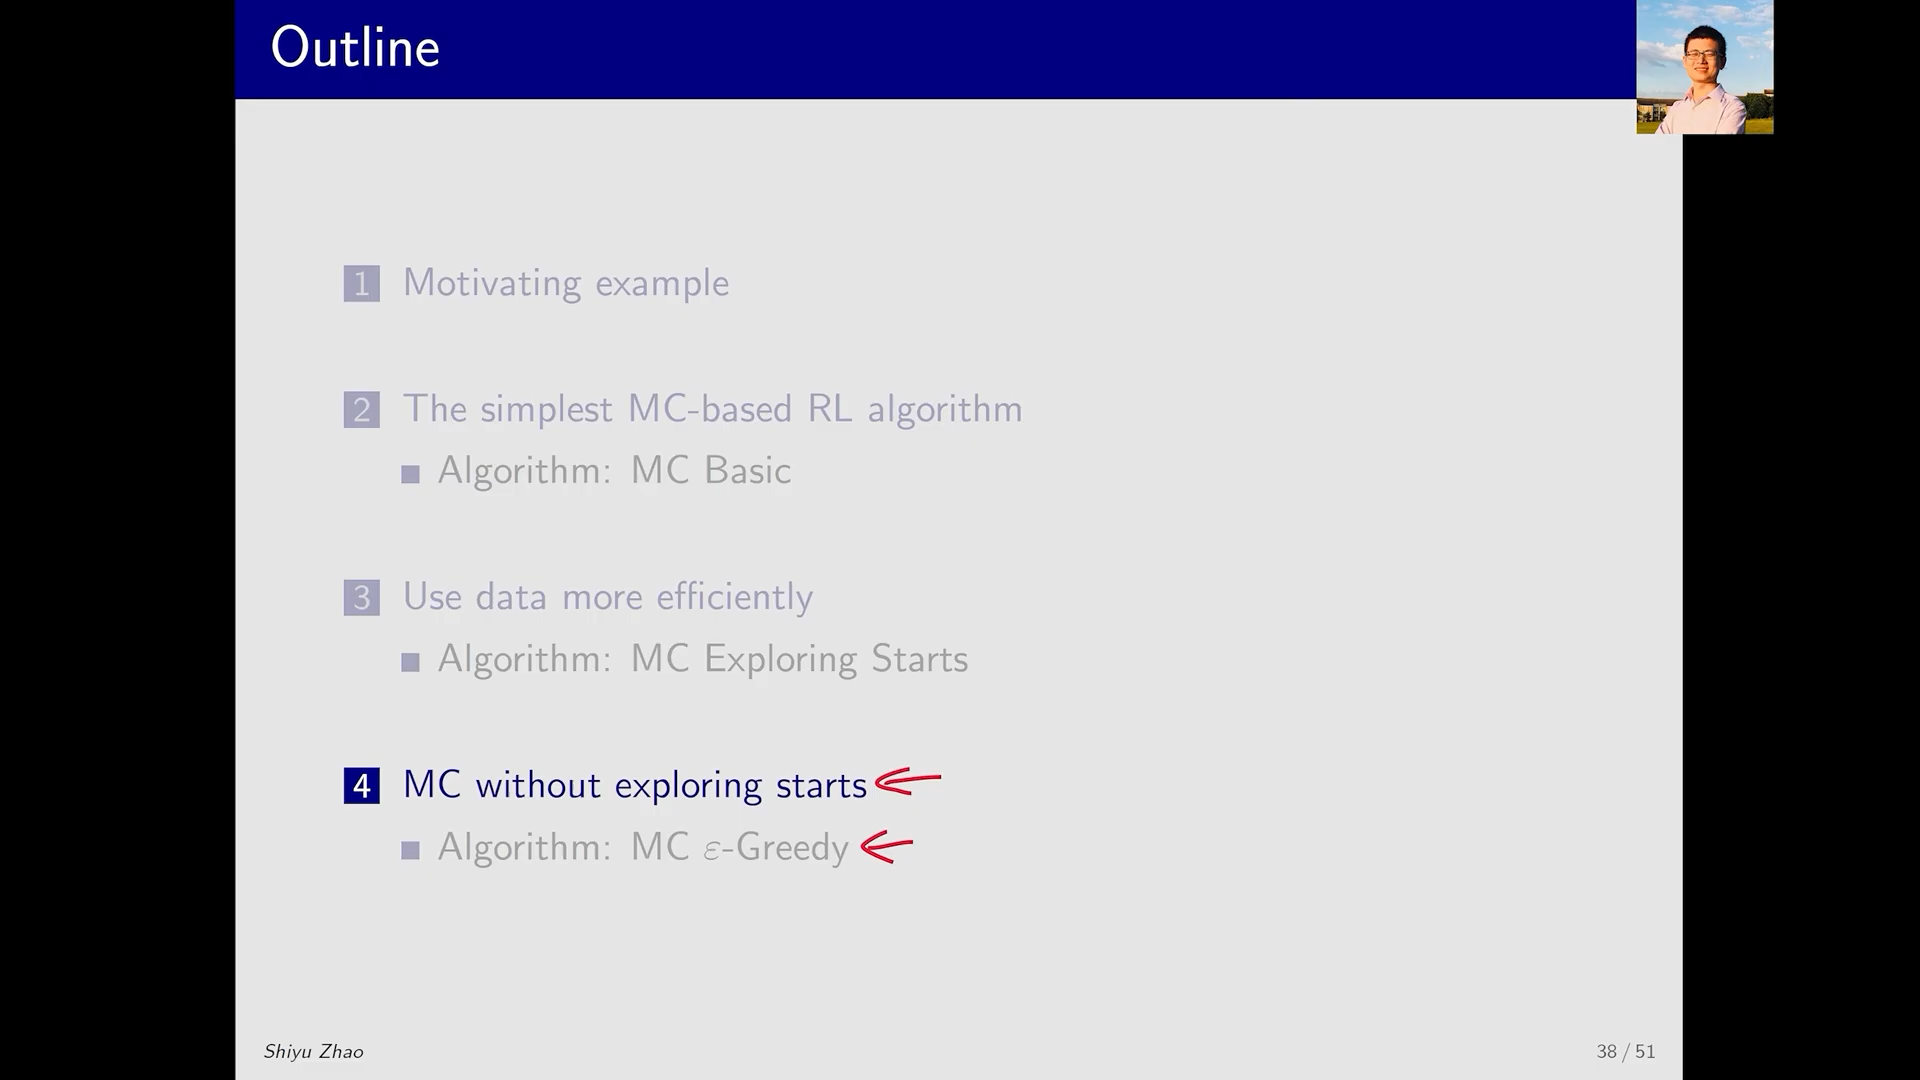 Outline
1 Motivating example
2 The simplest MC-based RL algorithm
Algorithm: MC Basic
3 Use data more efficiently
Algorithm: MC Exploring Starts
4 MC without exploring starts
Algorithm: MC ε-Greedy
Shiyu Zhao
38 / 51